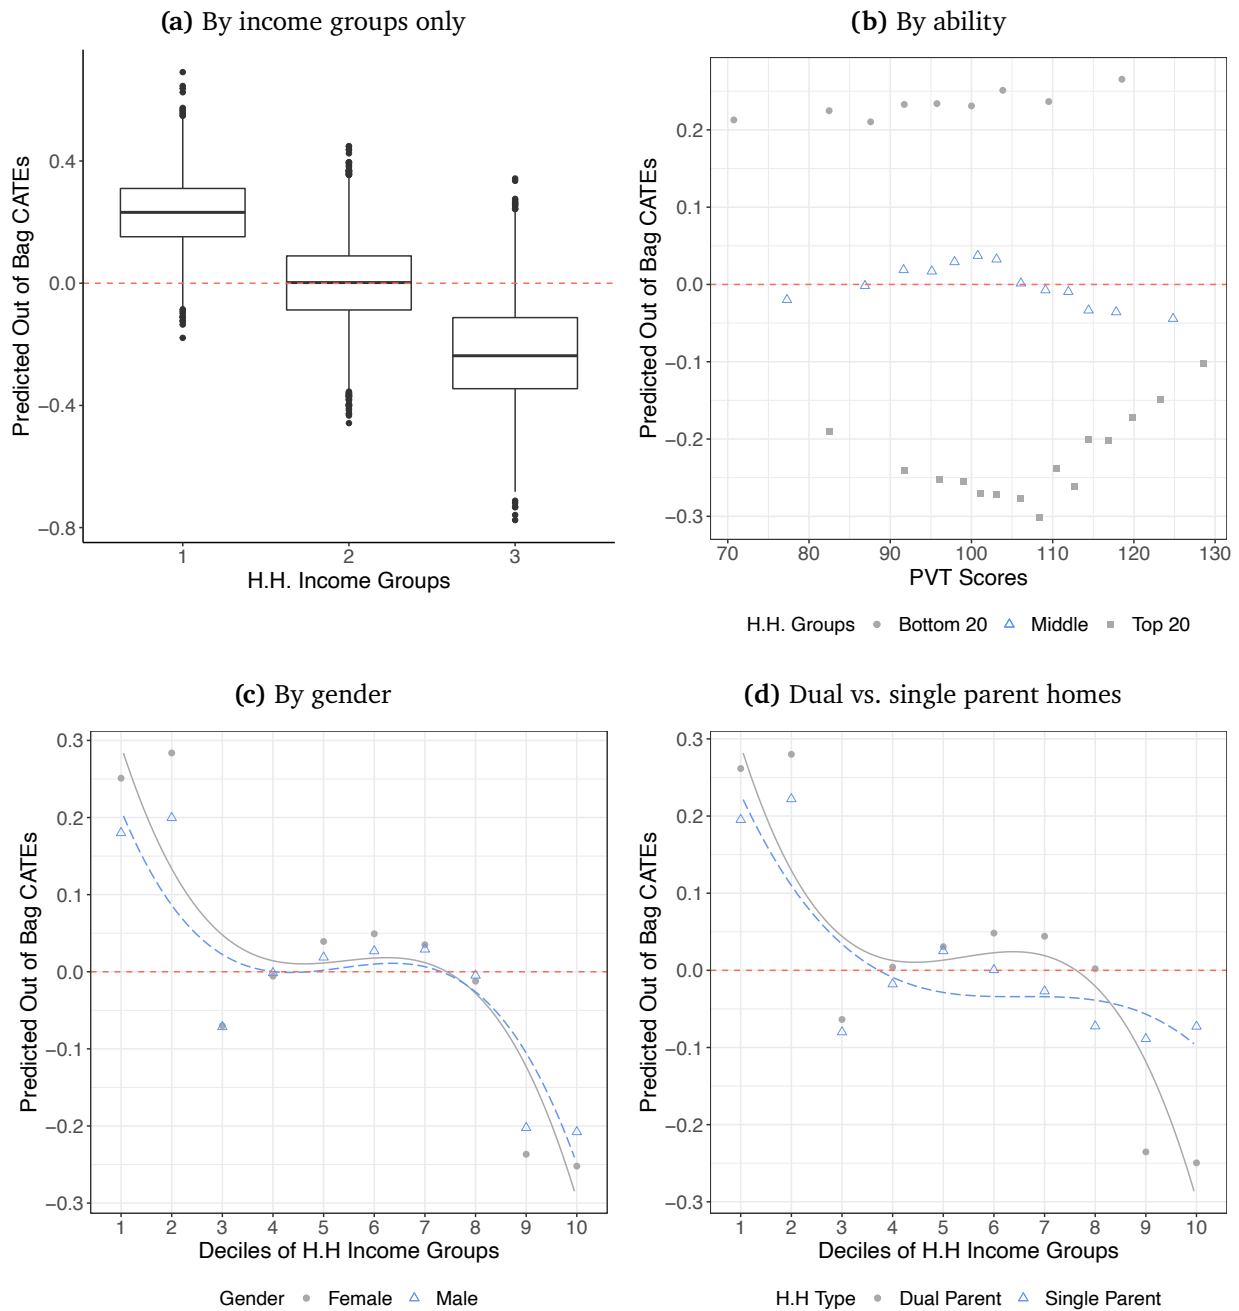 (a) By income groups only
Predicted Out of Bag CATEs
0.4
0.0
−0.4
−0.8
1 2 3
H.H. Income Groups
(b) By ability
Predicted Out of Bag CATEs
0.2
0.1
0.0
−0.1
−0.2
−0.3
70 80 90 100 110 120 130
PVT Scores
H.H. Groups Bottom 20 Middle Top 20
(c) By gender
Predicted Out of Bag CATEs
0.3
0.2
0.1
0.0
−0.1
−0.2
−0.3
1 2 3 4 5 6 7 8 9 10
Deciles of H.H Income Groups
Gender Female Male
(d) Dual vs. single parent homes
Predicted Out of Bag CATEs
0.3
0.2
0.1
0.0
−0.1
−0.2
−0.3
1 2 3 4 5 6 7 8 9 10
Deciles of H.H Income Groups
H.H Type Dual Parent Single Parent